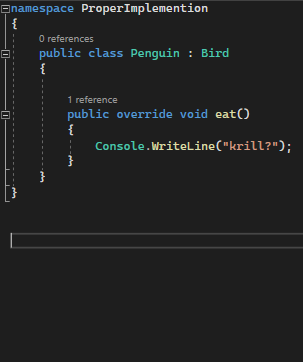 namespace ProperImplemention
{
0 references
public class Penguin : Bird
{
1 reference
public override void eat()
{
Console.WriteLine("krill?");
}
}
}